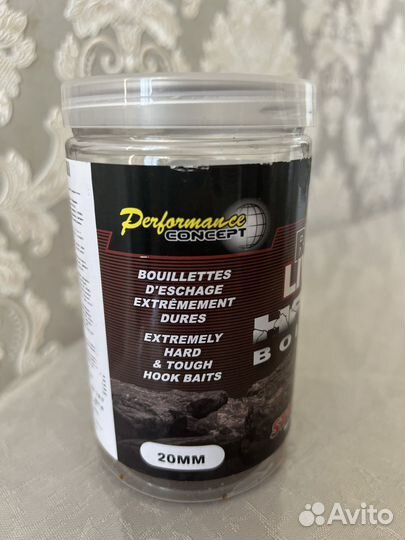 Performance
CONCEPT
BOUILLETTES
D'ESCHAGE
EXTRÊMEMENT
DURES
EXTREMELY
HARD
& TOUGH
HOOK BAITS
20MM
Avito